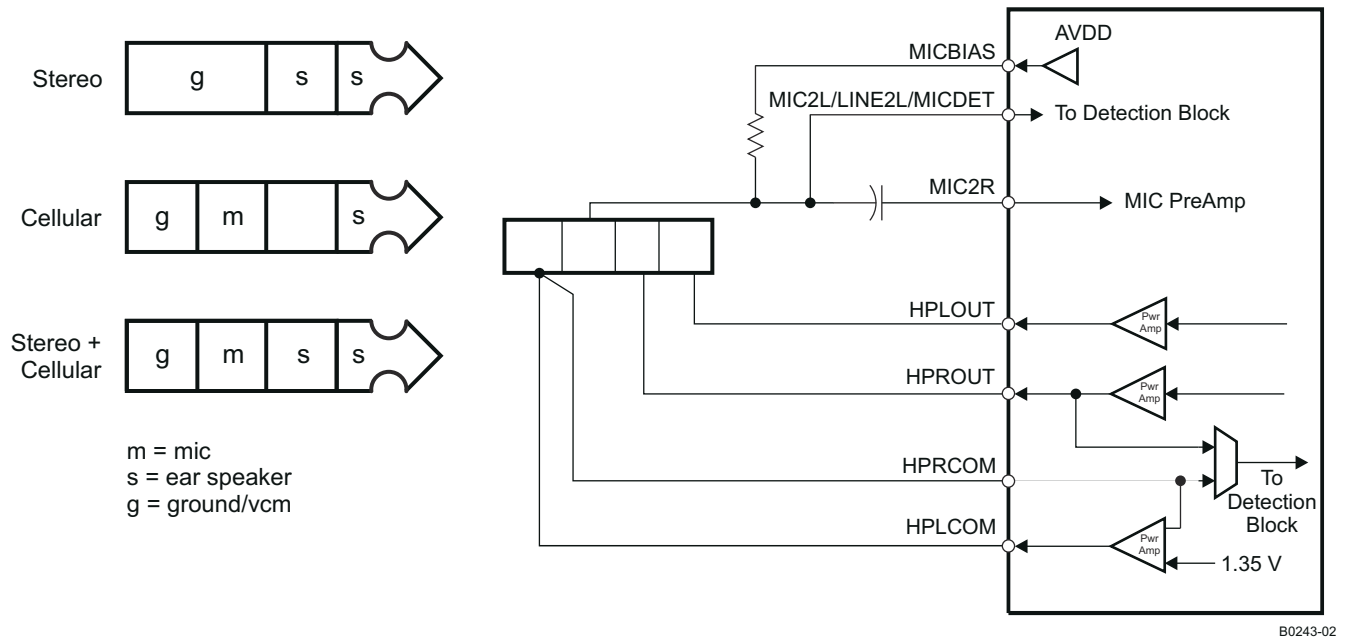 Stereo
g
s
s
Cellular
g
m
s
Stereo +
Cellular
g
m
s
s
m = mic
s = ear speaker
g = ground/vcm
AVDD
MICBIAS
MIC2L/LINE2L/MICDET
To Detection Block
MIC2R
MIC PreAmp
HPLOUT
Pwr
Amp
HPROUT
Pwr
Amp
HPRCOM
To
Detection
Block
HPLCOM
Pwr
Amp
1.35 V
B0243-02